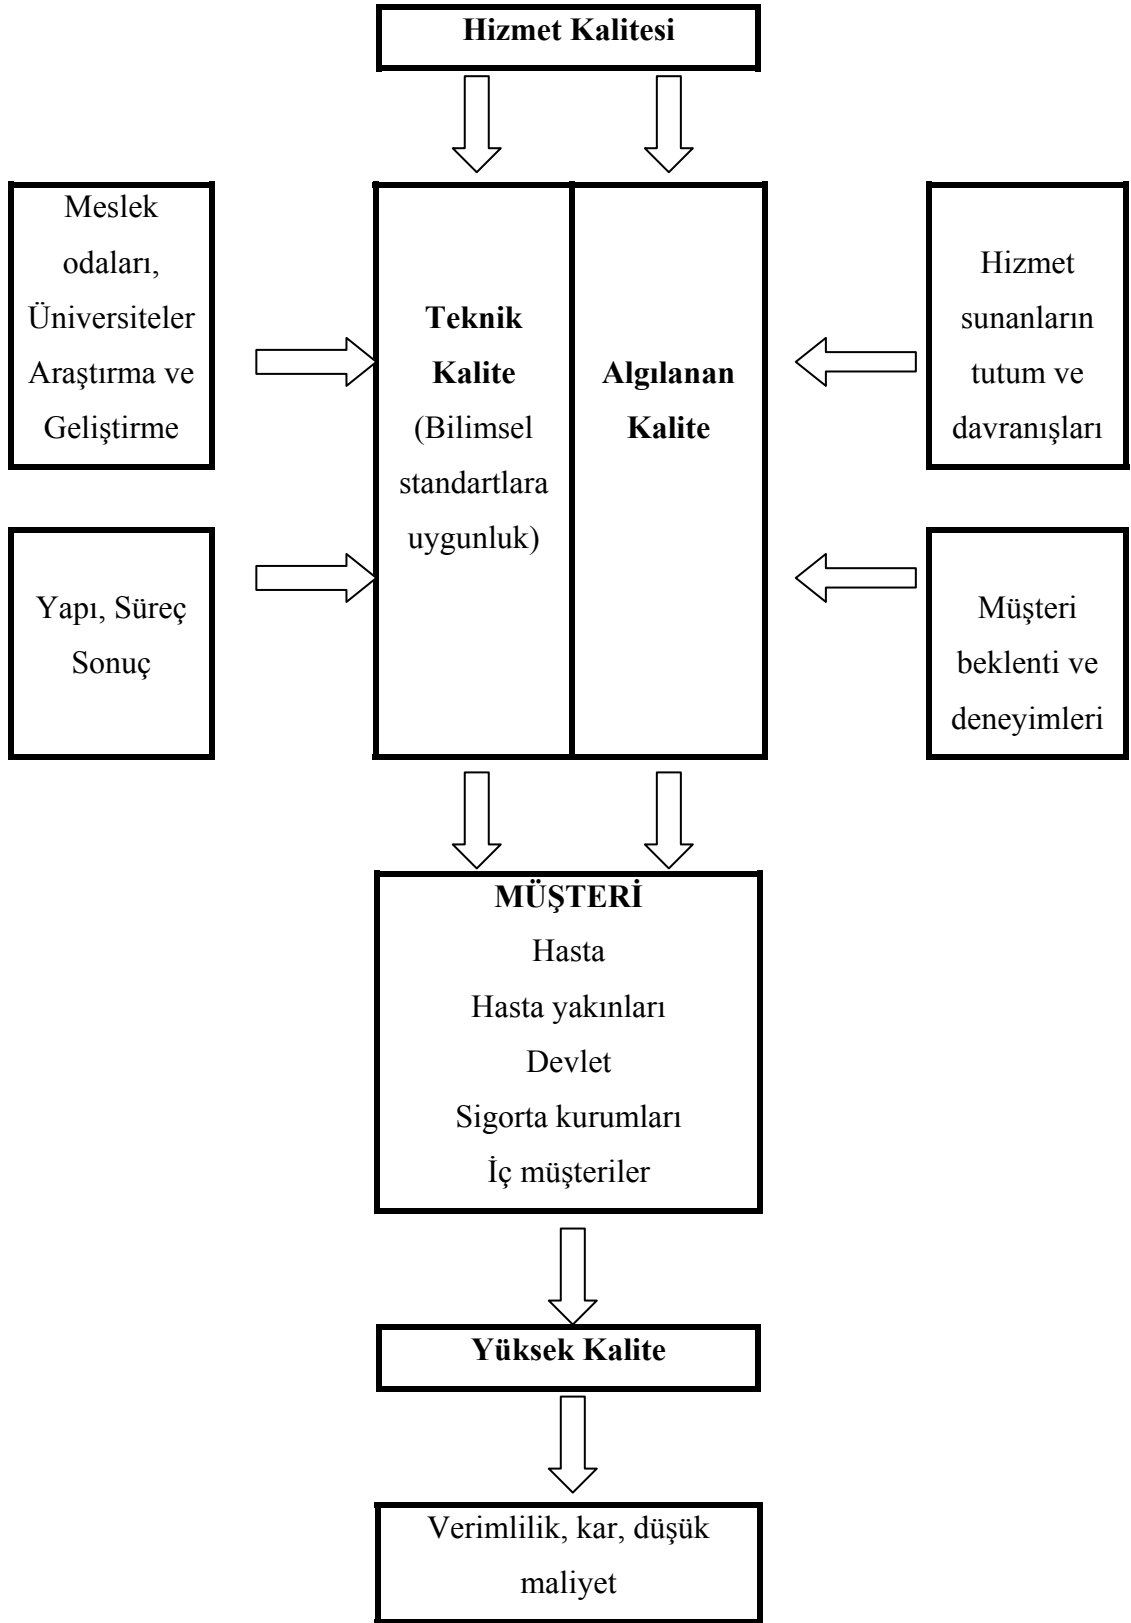 Hizmet Kalitesi
Meslek
odaları,
Üniversiteler
Araştırma ve
Geliştirme
Yapı, Süreç
Sonuç
Teknik
Kalite
(Bilimsel
standartlara
uygunluk)
Algılanan
Kalite
Hizmet
sunanların
tutum ve
davranışları
Müşteri
beklenti ve
deneyimleri
MÜŞTERİ
Hasta
Hasta yakınları
Devlet
Sigorta kurumları
İç müşteriler
Yüksek Kalite
Verimlilik, kar, düşük
maliyet